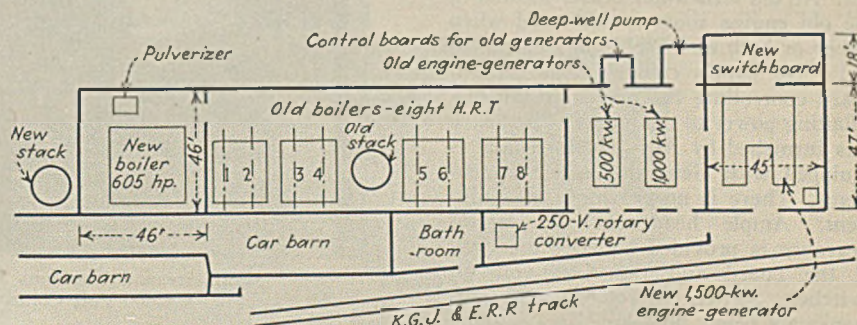 Deep-well pump
Control boards for old generators
Old engine-generators
Pulverizer
New
switchboard
18'
Old boilers-eight H.R.T
New
stack
New
boiler
605 hp.
46'
1 2
3 4
Old
stack
5 6
7 8
500 kw.
1,000 kw.
45'
47'
46'
Car barn
Bath
room
250-V. rotary
converter
Car barn
K.G.J. & E.R.R track
New 1,500-kw.
engine-generator